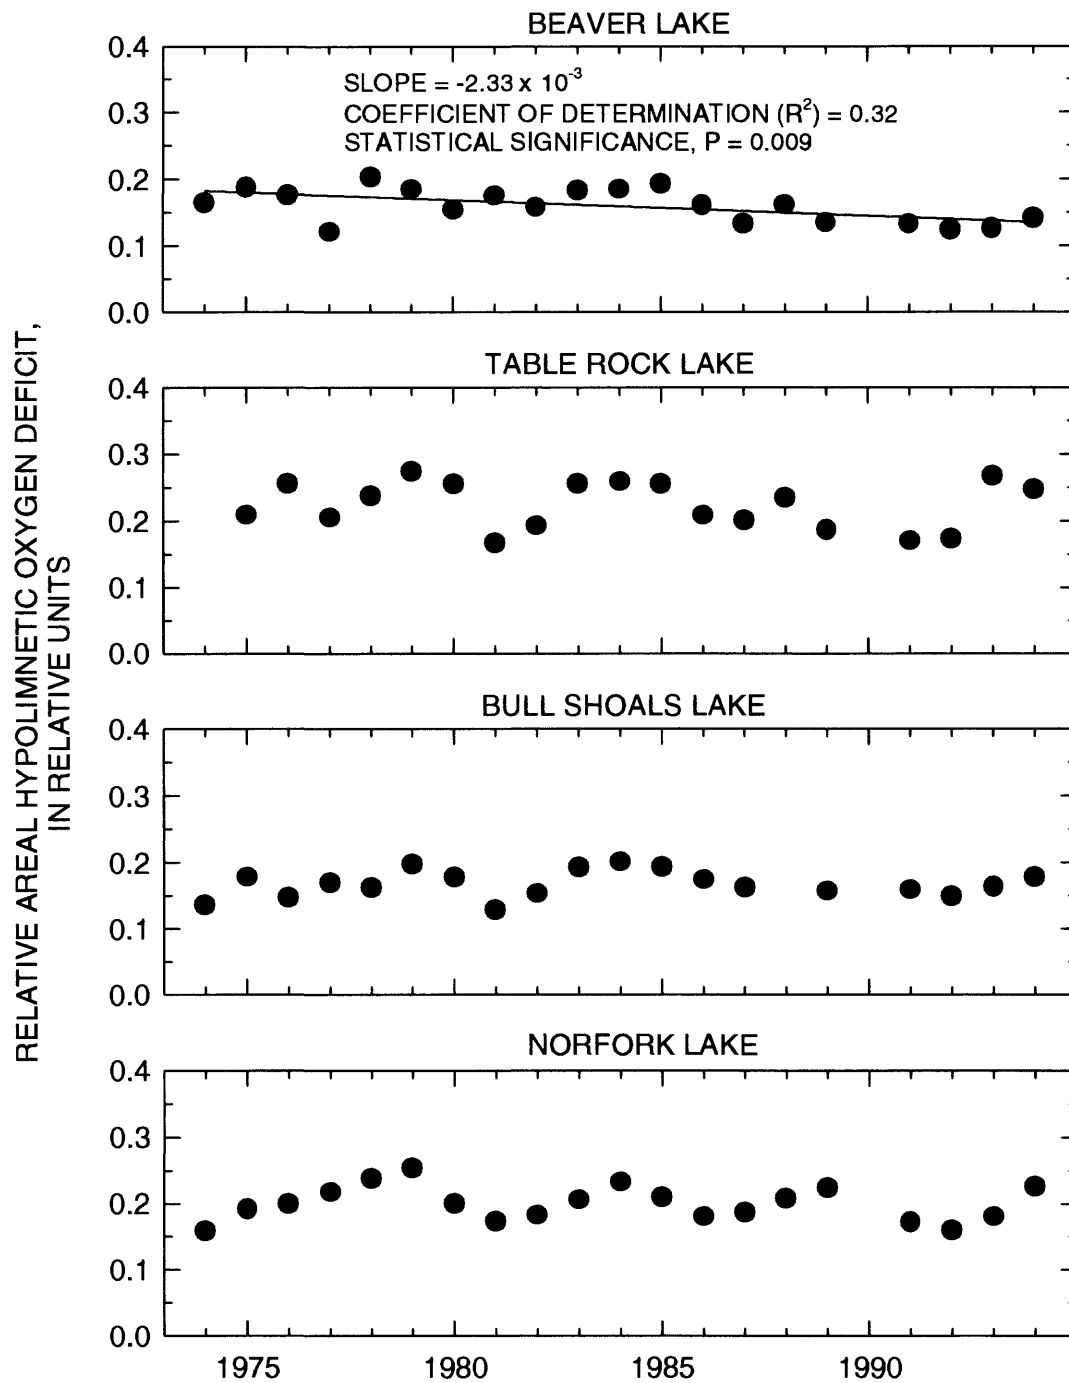 BEAVER LAKE
0.4
SLOPE = -2.33 x 10-3
COEFFICIENT OF DETERMINATION (R2) = 0.32
STATISTICAL SIGNIFICANCE, P = 0.009
0.3
0.2
0.1
0.0
TABLE ROCK LAKE
0.4
0.3
0.2
0.1
0.0
RELATIVE AREAL HYPOLIMNETIC OXYGEN DEFICIT,
IN RELATIVE UNITS
BULL SHOALS LAKE
0.4
0.3
0.2
0.1
0.0
NORFORK LAKE
0.4
0.3
0.2
0.1
0.0
1975 1980 1985 1990